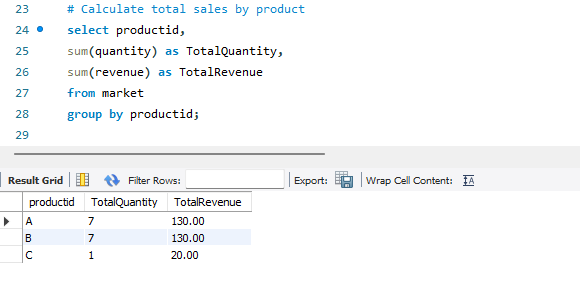 23 # Calculate total sales by product
24 select productid,
25 sum(quantity) as TotalQuantity,
26 sum(revenue) as TotalRevenue
27 from market
28 group by productid;
29
Result Grid Filter Rows: Export: Wrap Cell Content: IA
productid TotalQuantity TotalRevenue
A 7 130.00
B 7 130.00
C 1 20.00